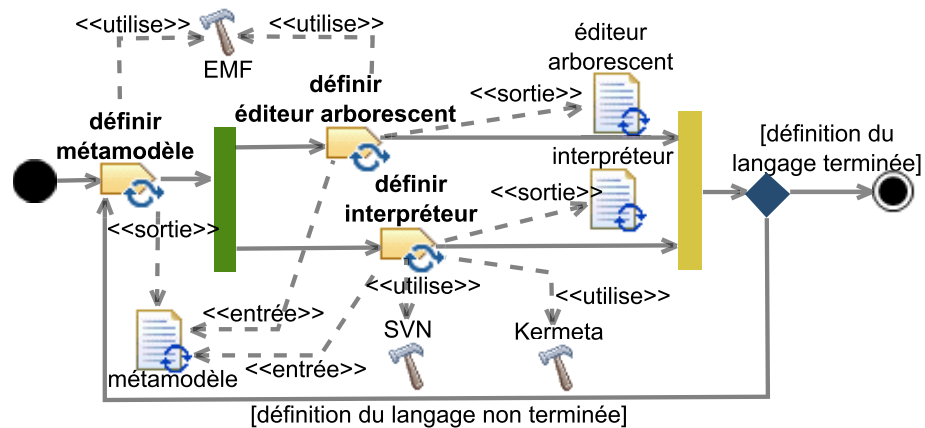 <<utilise>>
<<utilise>>
EMF
éditeur
arborescent
définir
éditeur arborescent
<<sortie>>
définir
métamodèle
[définition du
langage terminée]
interpréteur
définir
interpréteur
<<sortie>>
<<sortie>>
<<utilise>>
<<utilise>>
<<entrée>>
SVN
Kermeta
<<entrée>>
métamodèle
[définition du langage non terminée]